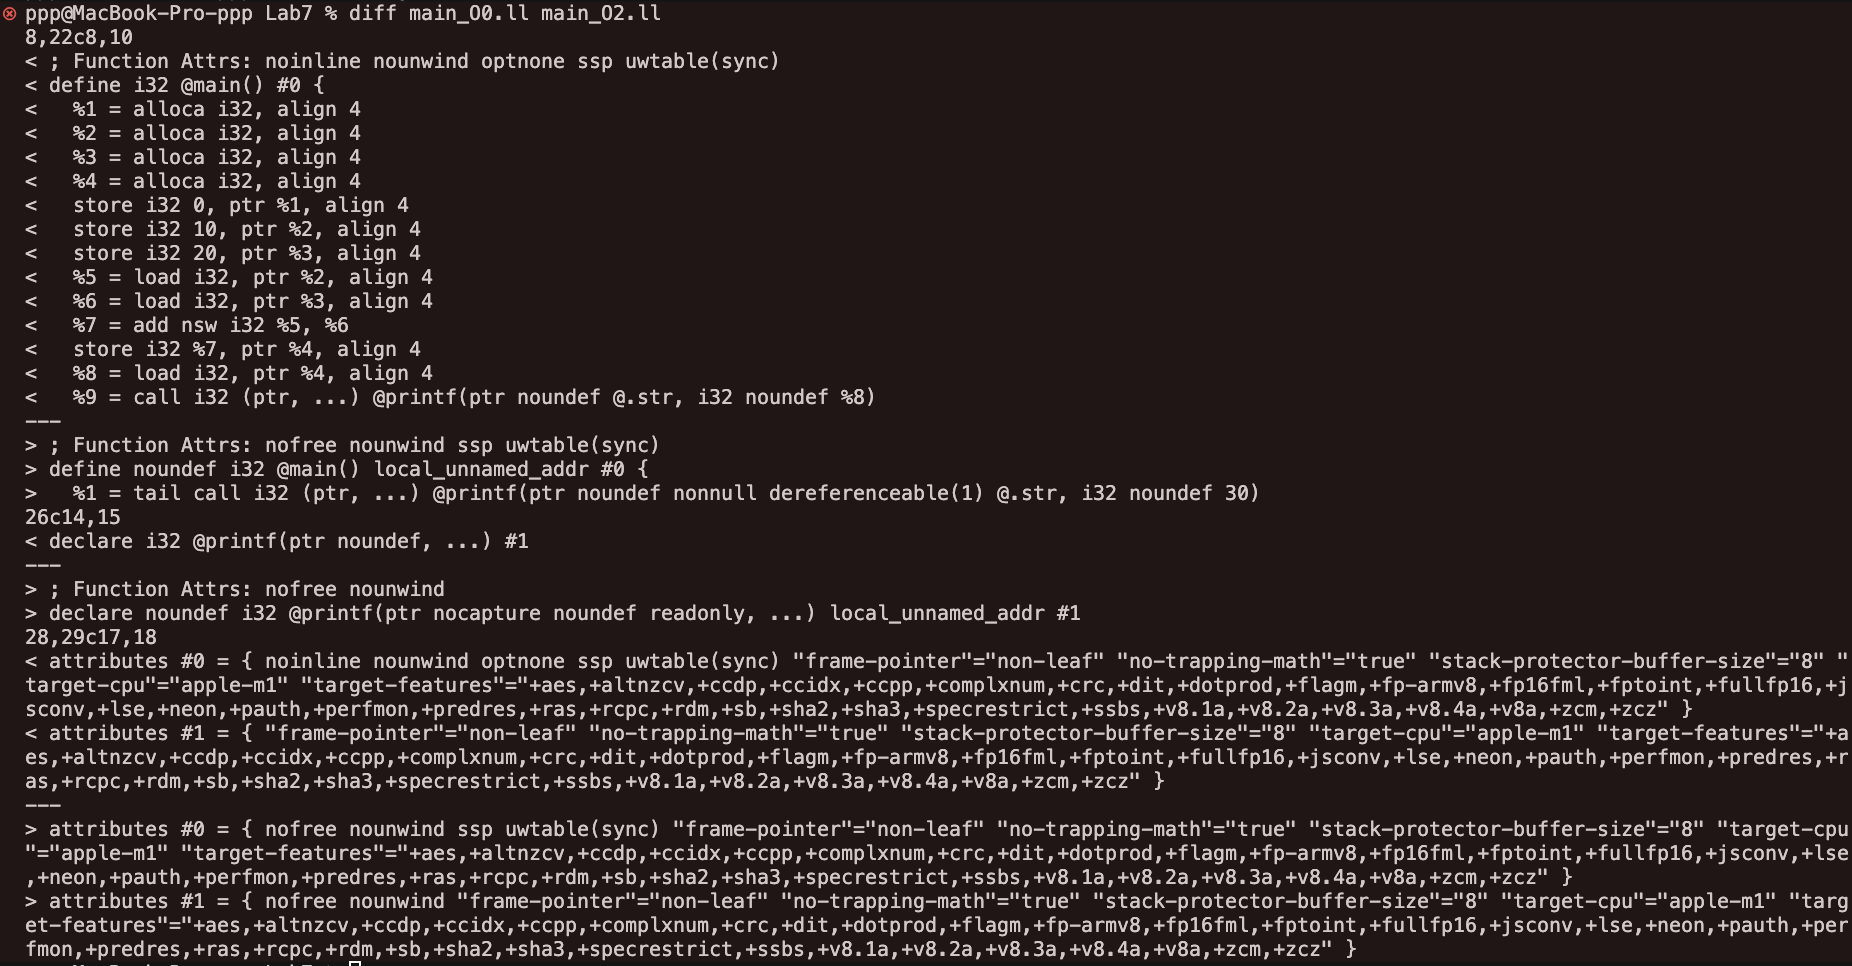 ppp@MacBook-Pro-ppp Lab7 % diff main_O0.ll main_O2.ll
8,22c8,10
< ; Function Attrs: noinline nounwind optnone ssp uwtable(sync)
< define i32 @main() #0 {
<   %1 = alloca i32, align 4
<   %2 = alloca i32, align 4
<   %3 = alloca i32, align 4
<   %4 = alloca i32, align 4
<   store i32 0, ptr %1, align 4
<   store i32 10, ptr %2, align 4
<   store i32 20, ptr %3, align 4
<   %5 = load i32, ptr %2, align 4
<   %6 = load i32, ptr %3, align 4
<   %7 = add nsw i32 %5, %6
<   store i32 %7, ptr %4, align 4
<   %8 = load i32, ptr %4, align 4
<   %9 = call i32 (ptr, ...) @printf(ptr noundef @.str, i32 noundef %8)
---
> ; Function Attrs: nofree nounwind ssp uwtable(sync)
> define noundef i32 @main() local_unnamed_addr #0 {
>   %1 = tail call i32 (ptr, ...) @printf(ptr noundef nonnull dereferenceable(1) @.str, i32 noundef 30)
26c14,15
< declare i32 @printf(ptr noundef, ...) #1
---
> ; Function Attrs: nofree nounwind
> declare noundef i32 @printf(ptr nocapture noundef readonly, ...) local_unnamed_addr #1
28,29c17,18
< attributes #0 = { noinline nounwind optnone ssp uwtable(sync) "frame-pointer"="non-leaf" "no-trapping-math"="true" "stack-protector-buffer-size"="8" "
target-cpu"="apple-m1" "target-features"="+aes,+altnzcv,+ccdp,+ccidx,+ccpp,+complxnum,+crc,+dit,+dotprod,+flagm,+fp-armv8,+fp16fml,+fptoint,+fullfp16,+j
sconv,+lse,+neon,+pauth,+perfmon,+predres,+ras,+rcpc,+rdm,+sb,+sha2,+sha3,+specrestrict,+ssbs,+v8.1a,+v8.2a,+v8.3a,+v8.4a,+v8a,+zcm,+zcz" }
< attributes #1 = { "frame-pointer"="non-leaf" "no-trapping-math"="true" "stack-protector-buffer-size"="8" "target-cpu"="apple-m1" "target-features"="+a
es,+altnzcv,+ccdp,+ccidx,+ccpp,+complxnum,+crc,+dit,+dotprod,+flagm,+fp-armv8,+fp16fml,+fptoint,+fullfp16,+jsconv,+lse,+neon,+pauth,+perfmon,+predres,+r
as,+rcpc,+rdm,+sb,+sha2,+sha3,+specrestrict,+ssbs,+v8.1a,+v8.2a,+v8.3a,+v8.4a,+v8a,+zcm,+zcz" }
---
> attributes #0 = { nofree nounwind ssp uwtable(sync) "frame-pointer"="non-leaf" "no-trapping-math"="true" "stack-protector-buffer-size"="8" "target-cpu
"="apple-m1" "target-features"="+aes,+altnzcv,+ccdp,+ccidx,+ccpp,+complxnum,+crc,+dit,+dotprod,+flagm,+fp-armv8,+fp16fml,+fptoint,+fullfp16,+jsconv,+lse
,+neon,+pauth,+perfmon,+predres,+ras,+rcpc,+rdm,+sb,+sha2,+sha3,+specrestrict,+ssbs,+v8.1a,+v8.2a,+v8.3a,+v8.4a,+v8a,+zcm,+zcz" }
> attributes #1 = { nofree nounwind "frame-pointer"="non-leaf" "no-trapping-math"="true" "stack-protector-buffer-size"="8" "target-cpu"="apple-m1" "targ
et-features"="+aes,+altnzcv,+ccdp,+ccidx,+ccpp,+complxnum,+crc,+dit,+dotprod,+flagm,+fp-armv8,+fp16fml,+fptoint,+fullfp16,+jsconv,+lse,+neon,+pauth,+per
fmon,+predres,+ras,+rcpc,+rdm,+sb,+sha2,+sha3,+specrestrict,+ssbs,+v8.1a,+v8.2a,+v8.3a,+v8.4a,+v8a,+zcm,+zcz" }